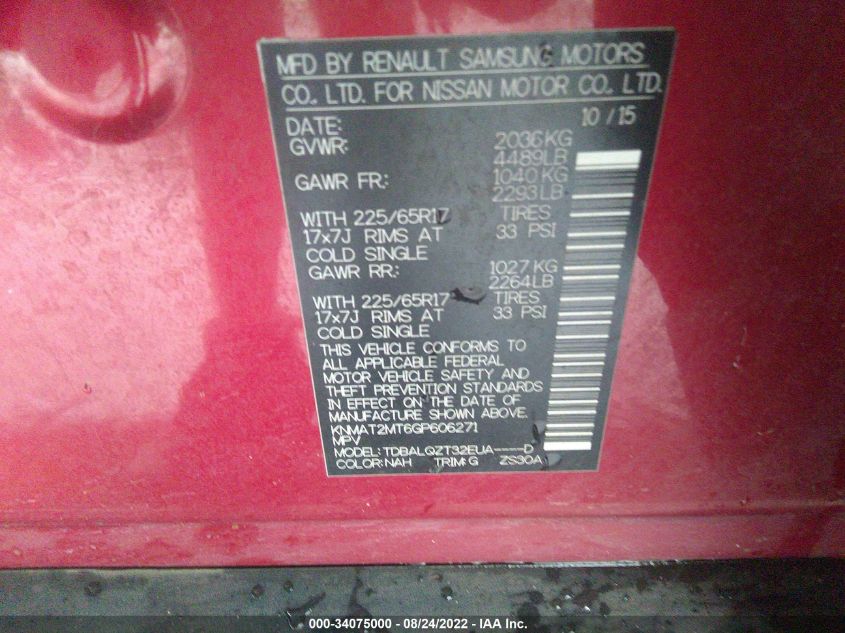 MFD BY RENAULT SAMSUNG MOTORS
CO., LTD. FOR NISSAN MOTOR CO., LTD.
DATE: 10/15
GVWR: 2036KG
4489LB
GAWR FR: 1040KG
2293LB
WITH 225/65R17 TIRES
17x7J RIMS AT 33 PSI
COLD SINGLE
GAWR RR: 1027KG
2264LB
WITH 225/65R17 TIRES
17x7J RIMS AT 33 PSI
COLD SINGLE
THIS VEHICLE CONFORMS TO
ALL APPLICABLE FEDERAL
MOTOR VEHICLE SAFETY AND
THEFT PREVENTION STANDARDS
IN EFFECT ON THE DATE OF
MANUFACTURE SHOWN ABOVE.
KNMAT2MT6GP606271
MPV
MODEL: TDBALQZT32EUA----D
COLOR: NAH TRIM: G ZS30A
000-34075000 - 08/24/2022 - IAA Inc.